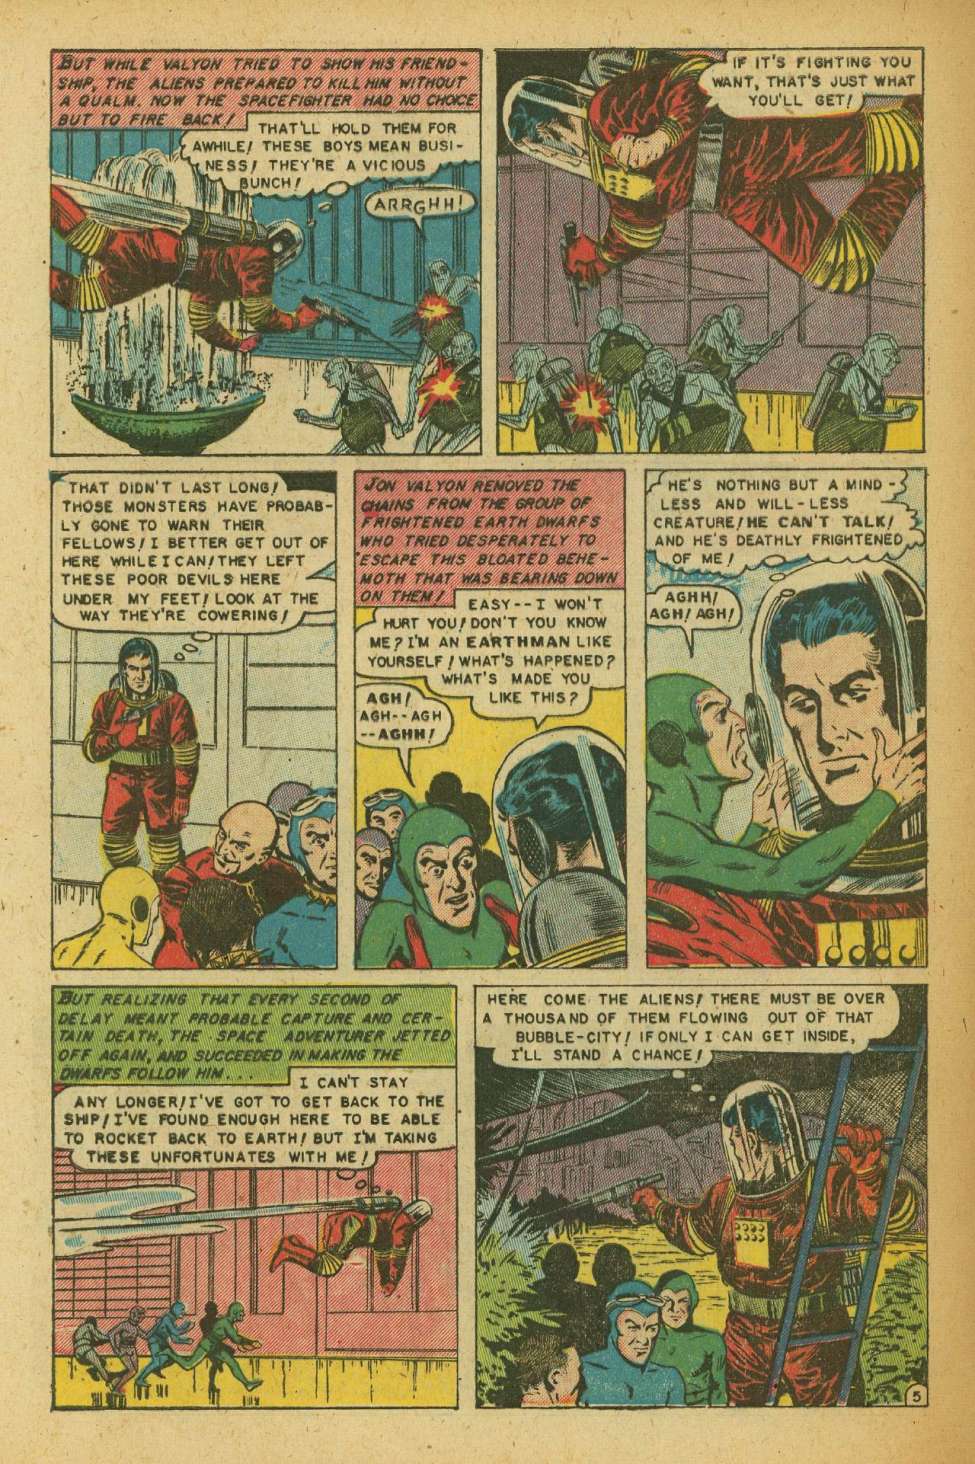 BUT WHILE VALYON TRIED TO SHOW HIS FRIEND-
SHIP, THE ALIENS PREPARED TO KILL HIM WITHOUT
A QUALM. NOW THE SPACEFIGHTER HAD NO CHOICE
BUT TO FIRE BACK!
THAT'LL HOLD THEM FOR
AWHILE! THESE BOYS MEAN BUSI-
NESS! THEY'RE A VICIOUS
BUNCH!
ARRGHH!
IF IT'S FIGHTING YOU
WANT, THAT'S JUST WHAT
YOU'LL GET!
THAT DIDN'T LAST LONG!
THOSE MONSTERS HAVE PROBAB-
LY GONE TO WARN THEIR
FELLOWS! I BETTER GET OUT OF
HERE WHILE I CAN! THEY LEFT
THESE POOR DEVILS HERE
UNDER MY FEET! LOOK AT THE
WAY THEY'RE COWERING!
JON VALYON REMOVED THE
CHAINS FROM THE GROUP OF
FRIGHTENED EARTH DWARFS
WHO TRIED DESPERATELY TO
ESCAPE THIS BLOATED BEHE-
MOTH THAT WAS BEARING DOWN
ON THEM!
EASY-- I WON'T
HURT YOU! DON'T YOU KNOW
ME? I'M AN EARTHMAN LIKE
YOURSELF! WHAT'S HAPPENED?
WHAT'S MADE YOU
LIKE THIS?
AGH!
AGH-- AGH
--AGHH!
HE'S NOTHING BUT A MIND-
LESS AND WILL-LESS
CREATURE! HE CAN'T TALK!
AND HE'S DEATHLY FRIGHTENED
OF ME!
AGHH!
AGH! AGH!
BUT REALIZING THAT EVERY SECOND OF
DELAY MEANT PROBABLE CAPTURE AND CER-
TAIN DEATH, THE SPACE ADVENTURER JETTED
OFF AGAIN, AND SUCCEEDED IN MAKING THE
DWARFS FOLLOW HIM...
I CAN'T STAY
ANY LONGER! I'VE GOT TO GET BACK TO THE
SHIP! I'VE FOUND ENOUGH HERE TO BE ABLE
TO ROCKET BACK TO EARTH! BUT I'M TAKING
THESE UNFORTUNATES WITH ME!
HERE COME THE ALIENS! THERE MUST BE OVER
A THOUSAND OF THEM FLOWING OUT OF THAT
BUBBLE-CITY! IF ONLY I CAN GET INSIDE,
I'LL STAND A CHANCE!
5